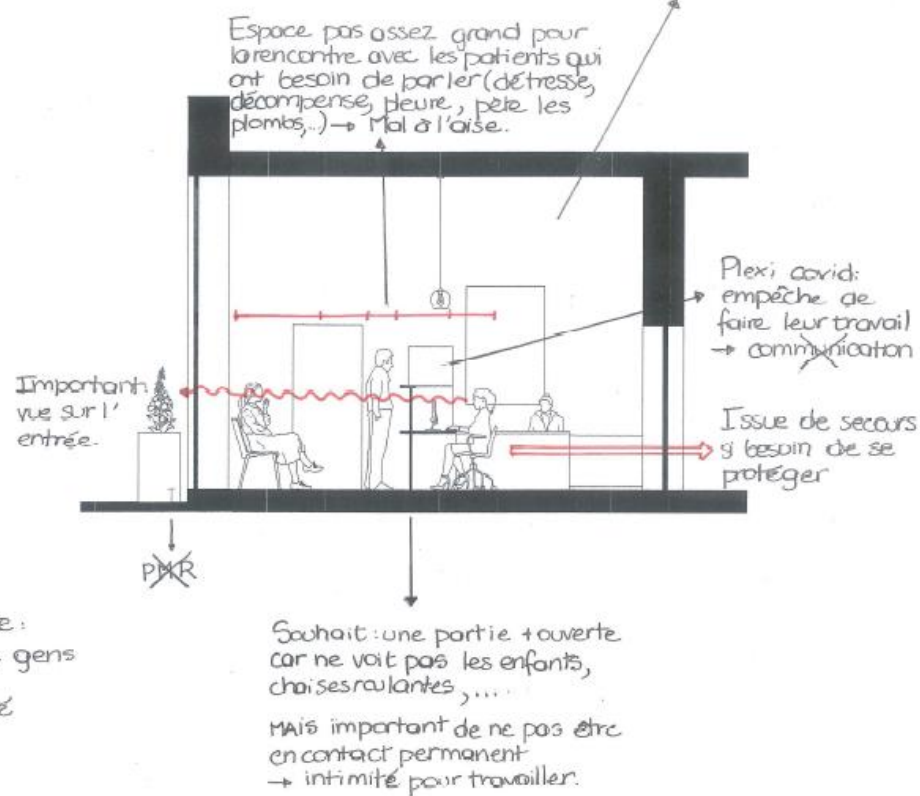 Espace pas assez grand pour
la rencontre avec les patients qui
ont besoin de parler (détresse,
décompense, pleure, pète les
plombs,...) → Mal à l'aise.
Plexi covid:
empêche de
faire leur travail
→ communication
Important
vue sur l'
entrée.
Issue de secours
si besoin de se
protéger
PMR
e:
gens
é
Souhait: une partie + ouverte
car ne voit pas les enfants,
chaises roulantes,....
MAIS important de ne pas être
en contact permanent
→ intimité pour travailler.